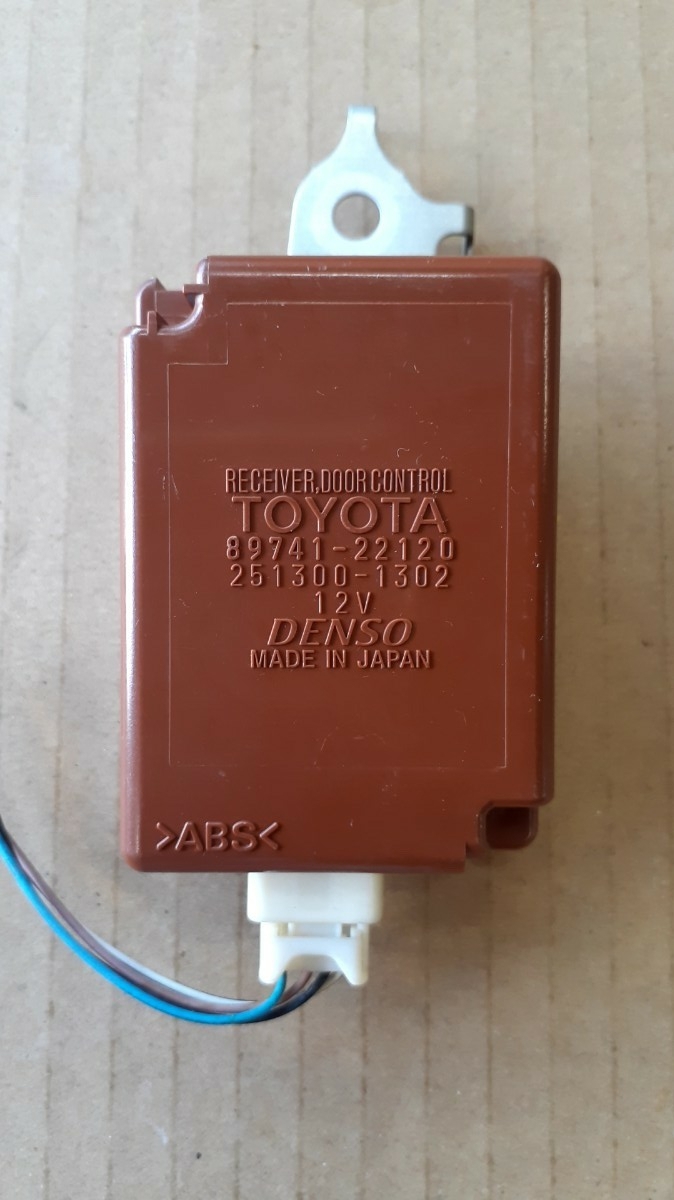 RECEIVER,DOOR CONTROL
TOYOTA
89741-22120
251300-1302
12V
DENSO
MADE IN JAPAN
>ABS<